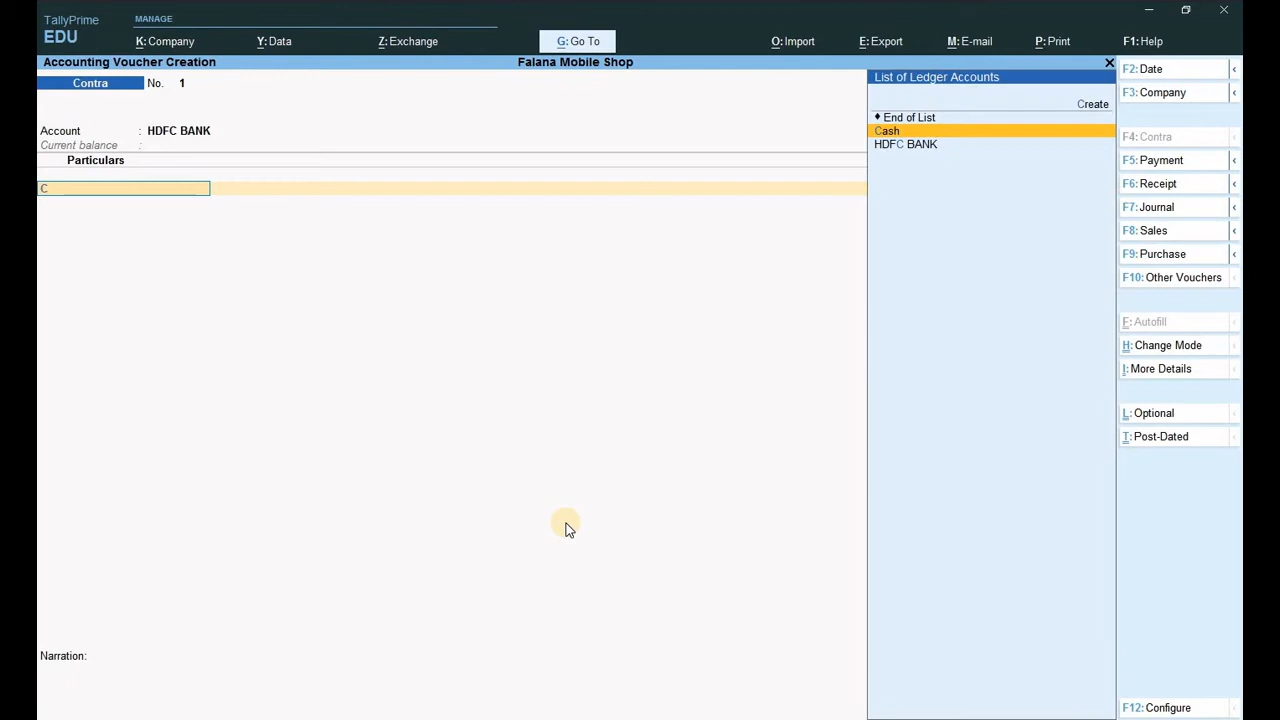 TallyPrime
EDU
MANAGE
K:Company
Y:Data
Z:Exchange
G:Go To
O:Import
E:Export
M:E-mail
P:Print
F1:Help
Accounting Voucher Creation
Falana Mobile Shop
Contra
No. 1
Account : HDFC BANK
Current balance :
Particulars
C
Narration:
List of Ledger Accounts
Create
♦ End of List
Cash
HDFC BANK
F2:Date
F3:Company
F4:Contra
F5:Payment
F6:Receipt
F7:Journal
F8:Sales
F9:Purchase
F10:Other Vouchers
F:Autofill
H:Change Mode
I:More Details
L:Optional
T:Post-Dated
F12:Configure